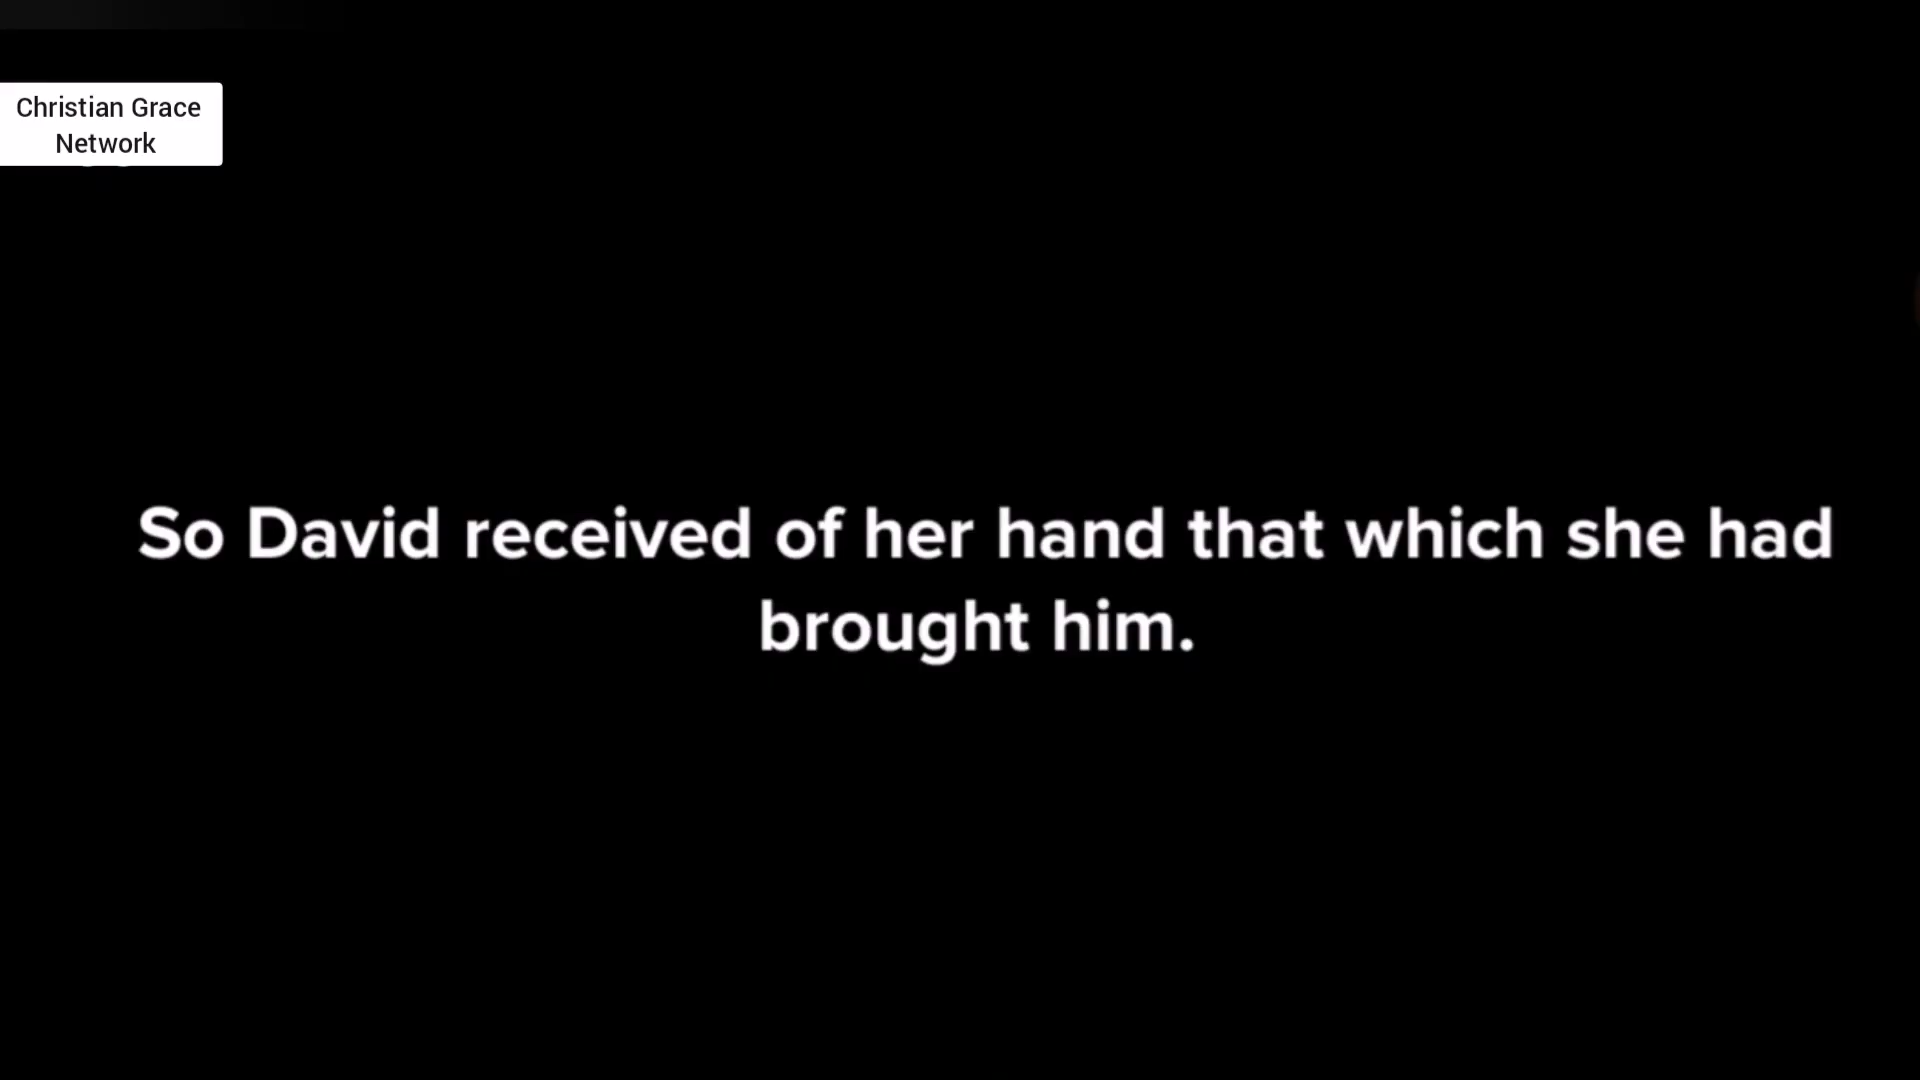 Christian Grace
Network
So David received of her hand that which she had
brought him.